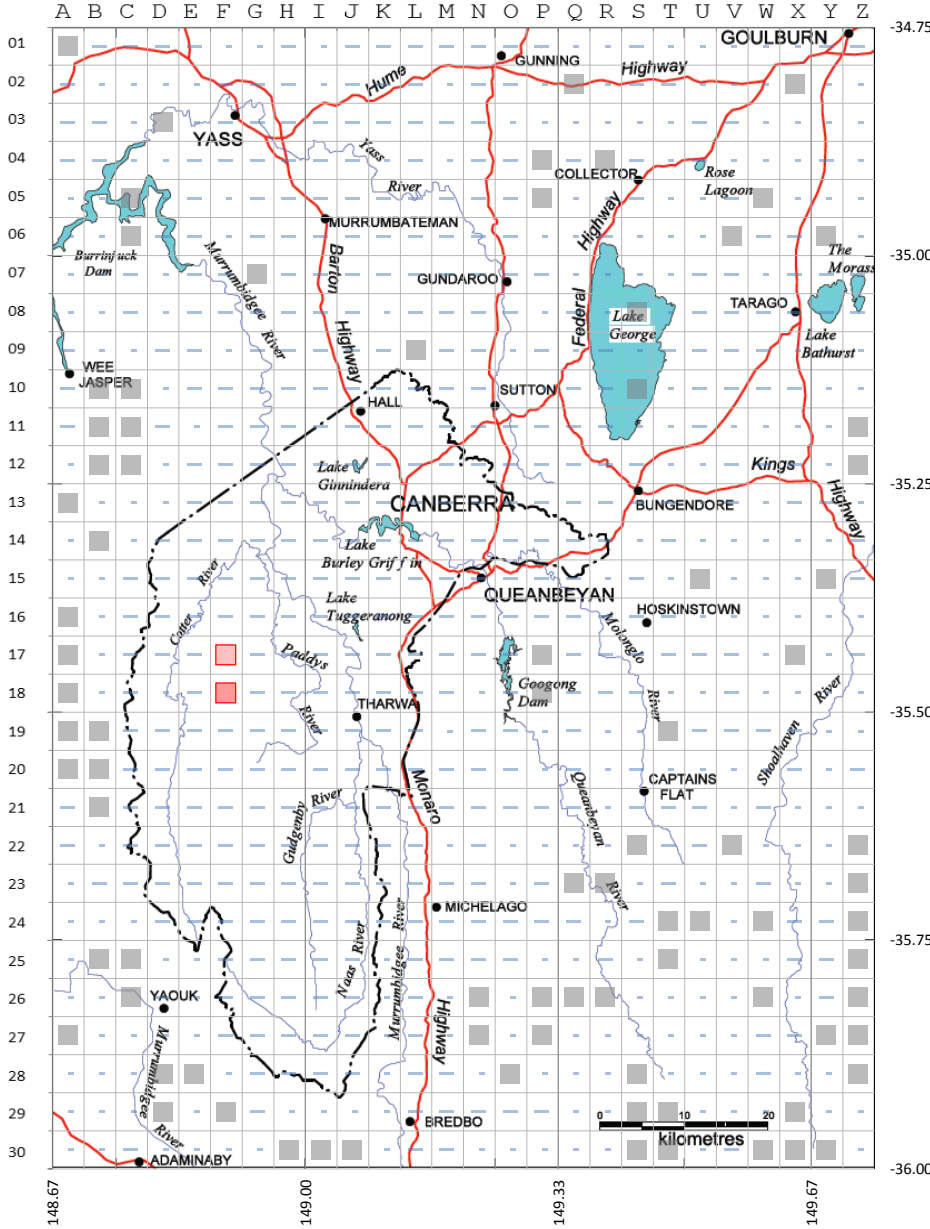 A B C D E F G H I J K L M N O P Q R S T U V W X Y Z
01
02
03
04
05
06
07
08
09
10
11
12
13
14
15
16
17
18
19
20
21
22
23
24
25
26
27
28
29
30
-34.75
-35.00
-35.25
-35.50
-35.75
-36.00
148.67
149.00
149.33
149.67
GOULBURN
GUNNING
Hume
Highway
YASS
Yass
River
COLLECTOR
Rose
Lagoon
MURRUMBATEMAN
Highway
Burrinjuck
Dam
Murrumbidgee
River
Barton
Highway
GUNDAROO
Federal
The
Morass
TARAGO
Lake
George
Lake
Bathurst
WEE
JASPER
HALL
SUTTON
Lake
Ginnindera
Kings
Highway
CANBERRA
BUNGENDORE
Lake
Burley Griffin
QUEANBEYAN
Cotter
River
Lake
Tuggeranong
HOSKINSTOWN
Molonglo
River
Paddys
River
Googong
Dam
THARWA
Shoalhaven
River
Monaro
Highway
CAPTAINS
FLAT
Gudgenby
River
Queanbeyan
River
MICHELAGO
Naas
River
Murrumbidgee
River
YAOUK
Murrumbidgee
River
BREDBO
ADAMINABY
0 10 20
kilometres